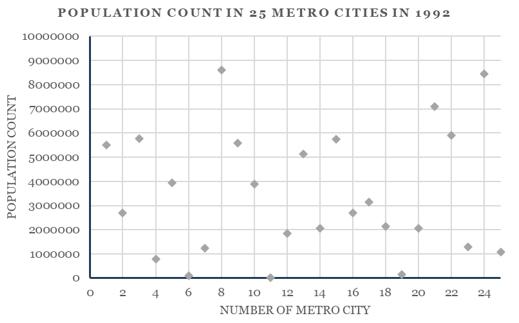 POPULATION COUNT IN 25 METRO CITIES IN 1992
10000000
9000000
8000000
7000000
6000000
5000000
4000000
3000000
2000000
1000000
0
POPULATION COUNT
0 2 4 6 8 10 12 14 16 18 20 22 24
NUMBER OF METRO CITY